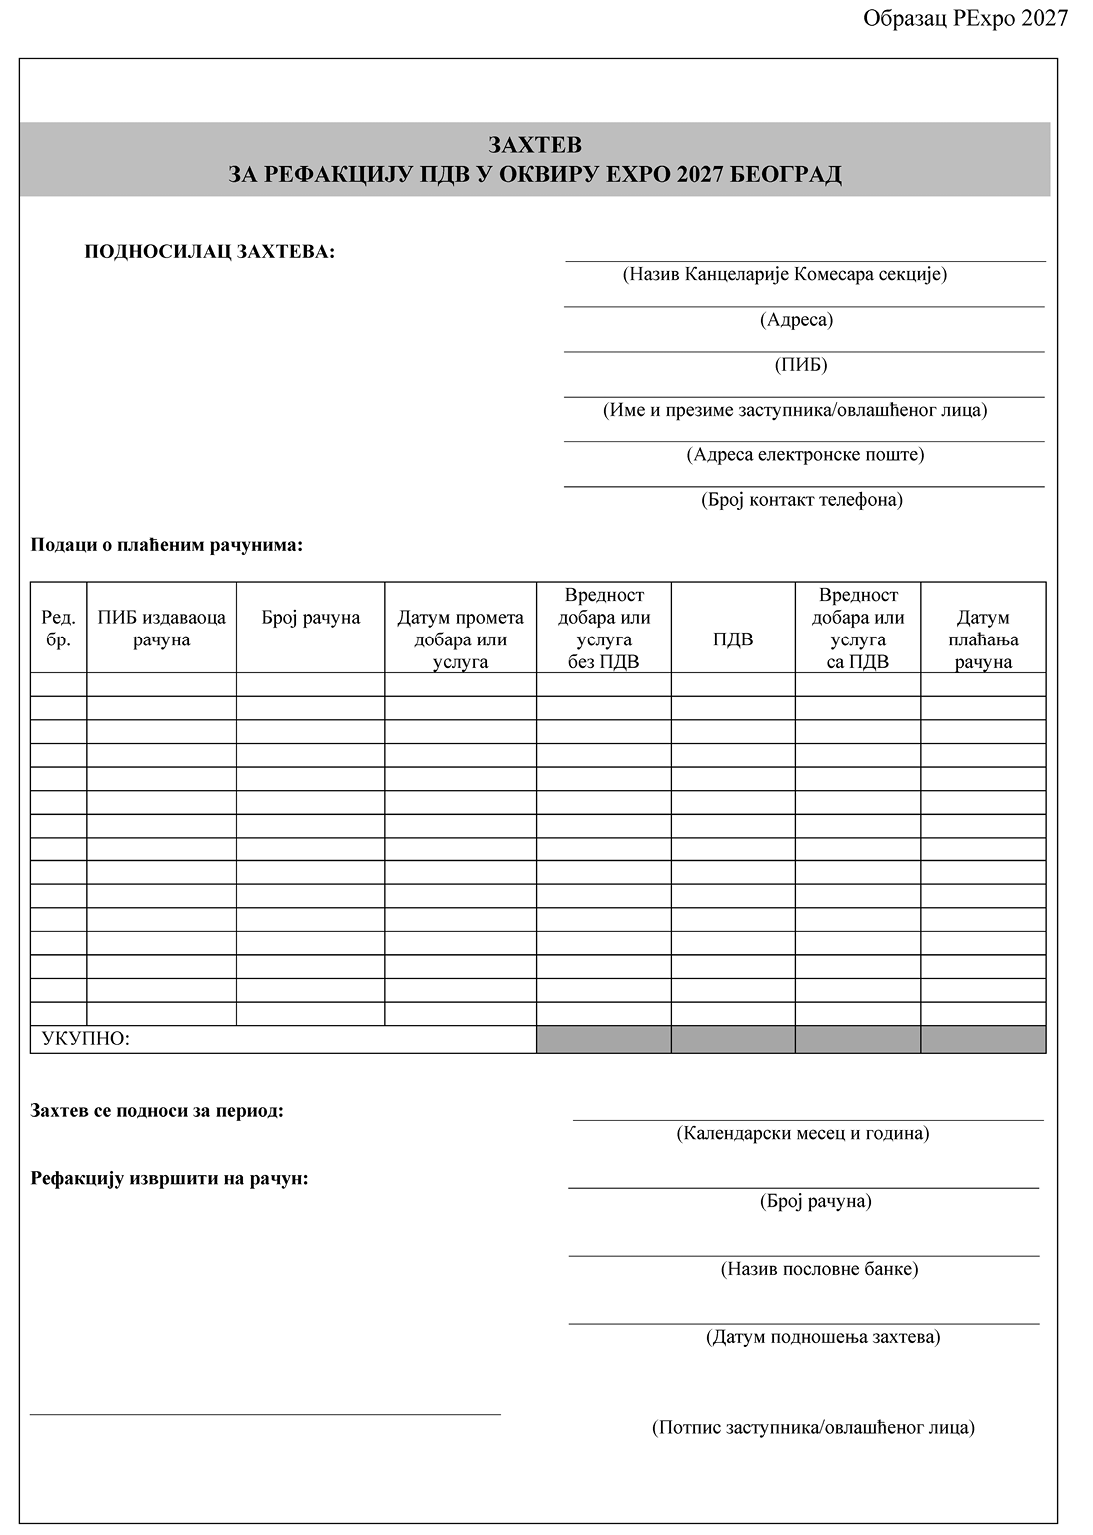 Образац РЕхро 2027
ЗАХТЕВ
ЗА РЕФАКЦИЈУ ПДВ У ОКВИРУ EXPO 2027 БЕОГРАД
ПОДНОСИЛАЦ ЗАХТЕВА:
(Назив Канцеларије Комесара секције)
(Адреса)
(ПИБ)
(Име и презиме заступника/овлашћеног лица)
(Адреса електронске поште)
(Број контакт телефона)
Подаци о плаћеним рачунима:
Ред.
бр.
ПИБ издаваоца
рачуна
Број рачуна
Датум промета
добара или
услуга
Вредност
добара или
услуга
без ПДВ
ПДВ
Вредност
добара или
услуга
са ПДВ
Датум
плаћања
рачуна
УКУПНО:
Захтев се подноси за период:
(Календарски месец и година)
Рефакцију извршити на рачун:
(Број рачуна)
(Назив пословне банке)
(Датум подношења захтева)
(Потпис заступника/овлашћеног лица)